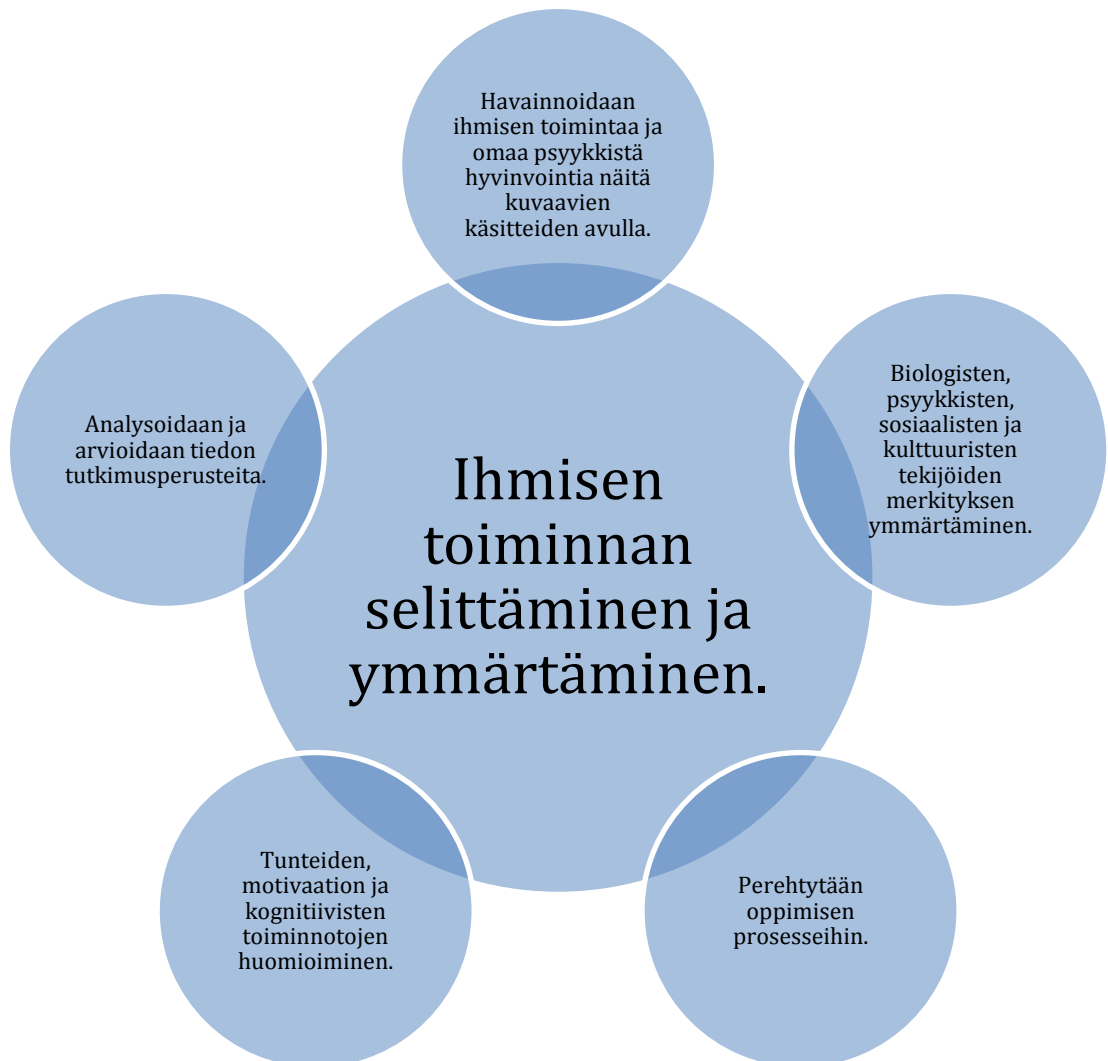 Havainnoidaan
ihmisen toimintaa ja
omaa psyykkistä
hyvinvointia näitä
kuvaavien
käsitteiden avulla.
Biologisten,
psyykkisten,
sosiaalisten ja
kulttuuristen
tekijöiden
merkityksen
ymmärtäminen.
Analysoidaan ja
arvioidaan tiedon
tutkimusperusteita.
Ihmisen
toiminnan
selittäminen ja
ymmärtäminen.
Tunteiden,
motivaation ja
kognitiivisten
toiminnotojen
huomioiminen.
Perehtytään
oppimisen
prosesseihin.